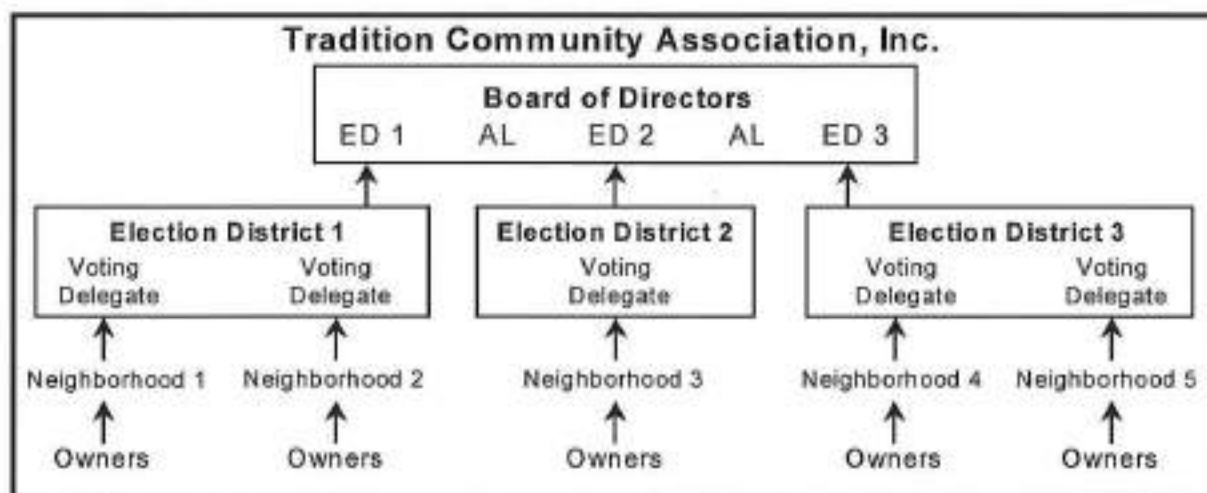 Tradition Community Association, Inc.
Board of Directors
ED 1 AL ED 2 AL ED 3
Election District 1 Election District 2 Election District 3
Voting Voting Voting Voting Voting
Delegate Delegate Delegate Delegate Delegate
Neighborhood 1 Neighborhood 2 Neighborhood 3 Neighborhood 4 Neighborhood 5
Owners Owners Owners Owners Owners